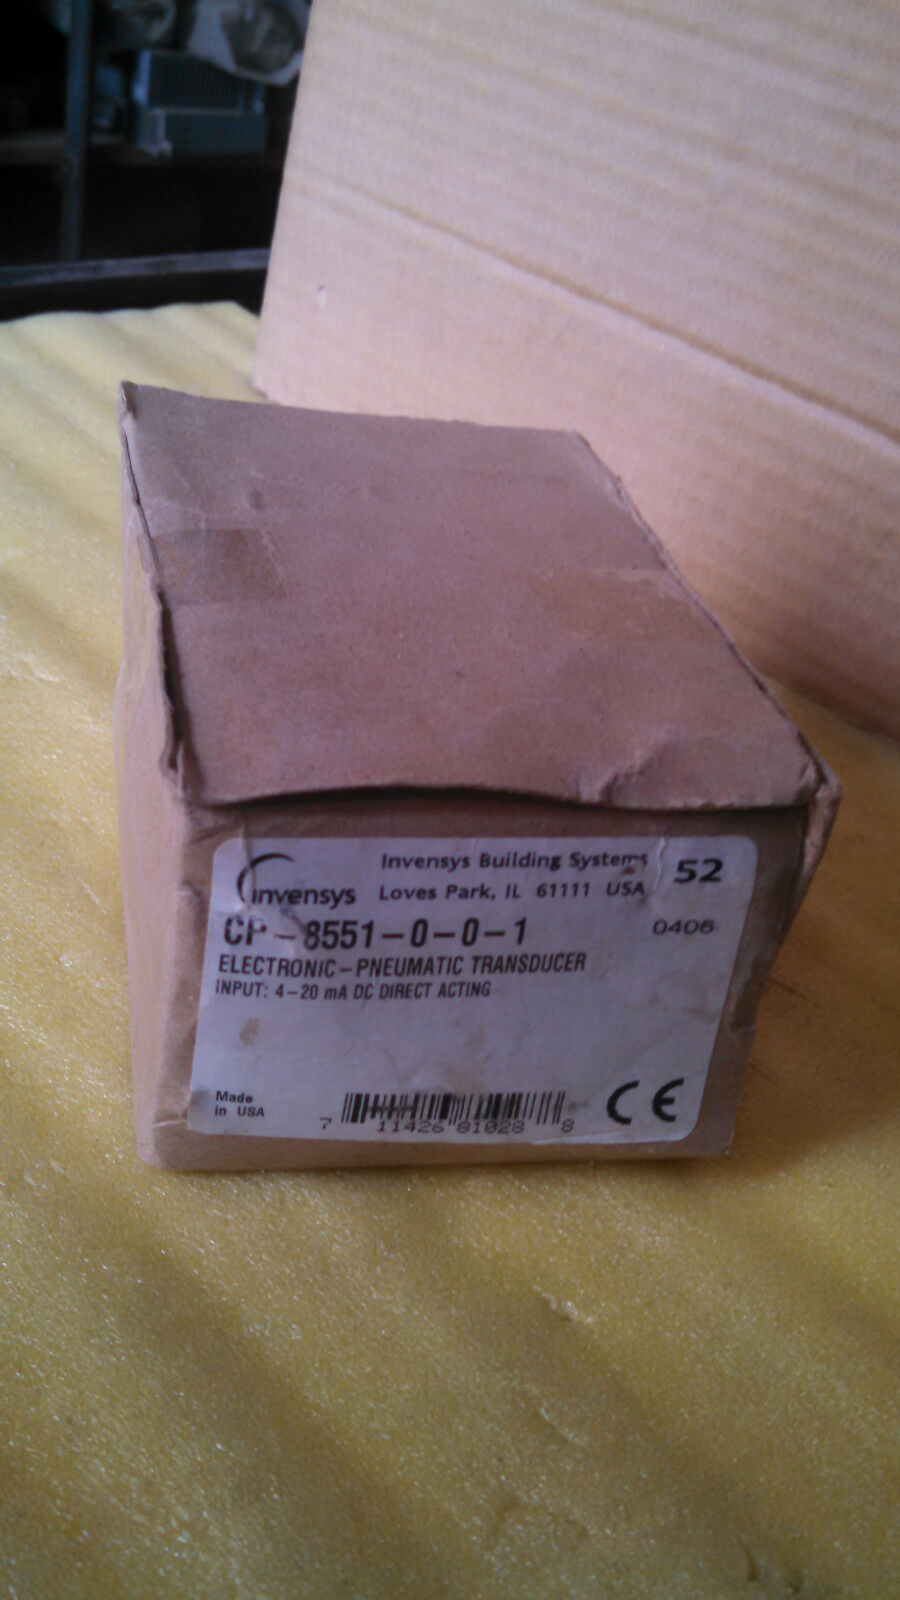 invensys
Invensys Building Systems
Loves Park, IL 61111 USA
52
CP-8551-0-0-1
0406
ELECTRONIC-PNEUMATIC TRANSDUCER
INPUT: 4-20 mA DC DIRECT ACTING
Made
in USA
7 11426 81028 8
CE